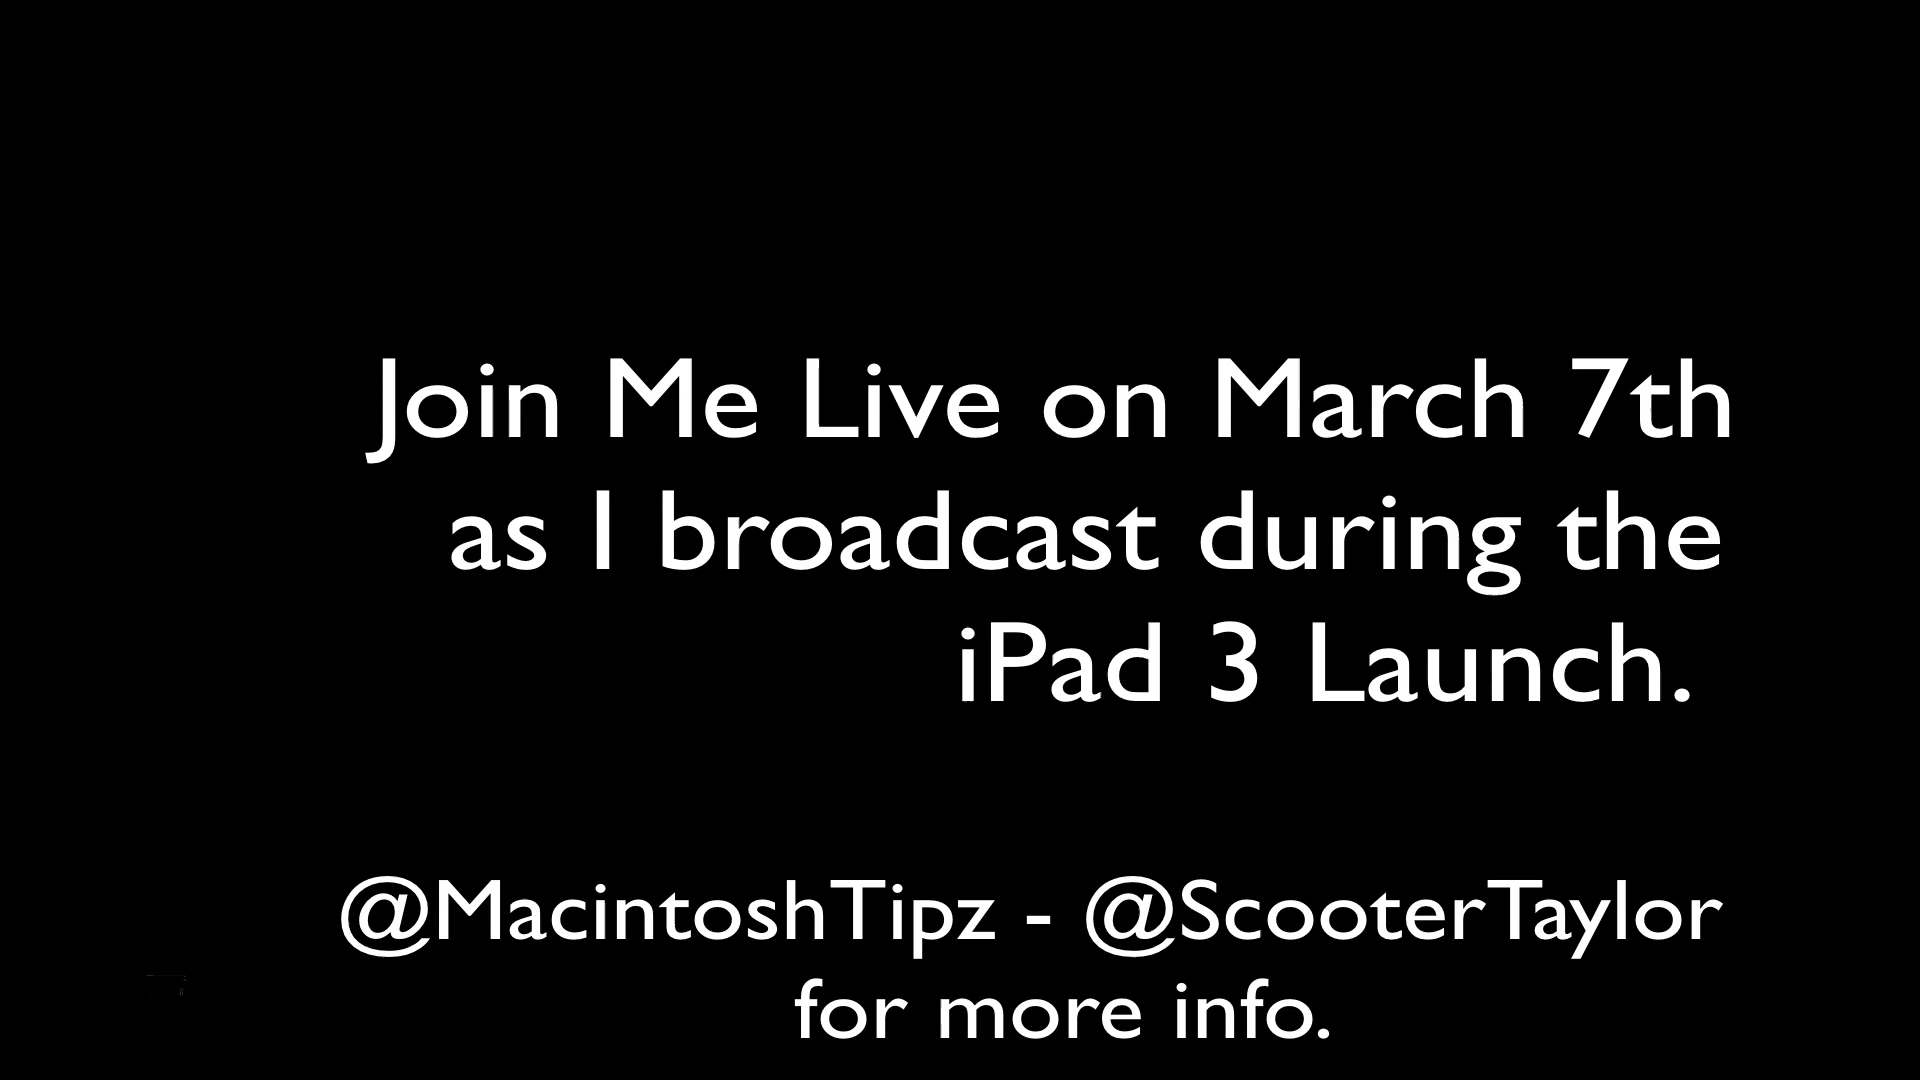 Join Me Live on March 7th
as I broadcast during the
iPad 3 Launch.
@MacintoshTipz - @ScooterTaylor
for more info.